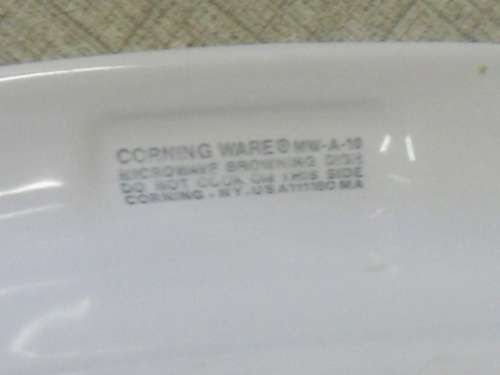 CORNING WARE® MW-A-10
MICROWAVE BROWNING DISH
DO NOT COOK ON THIS SIDE
CORNING - NY. USA